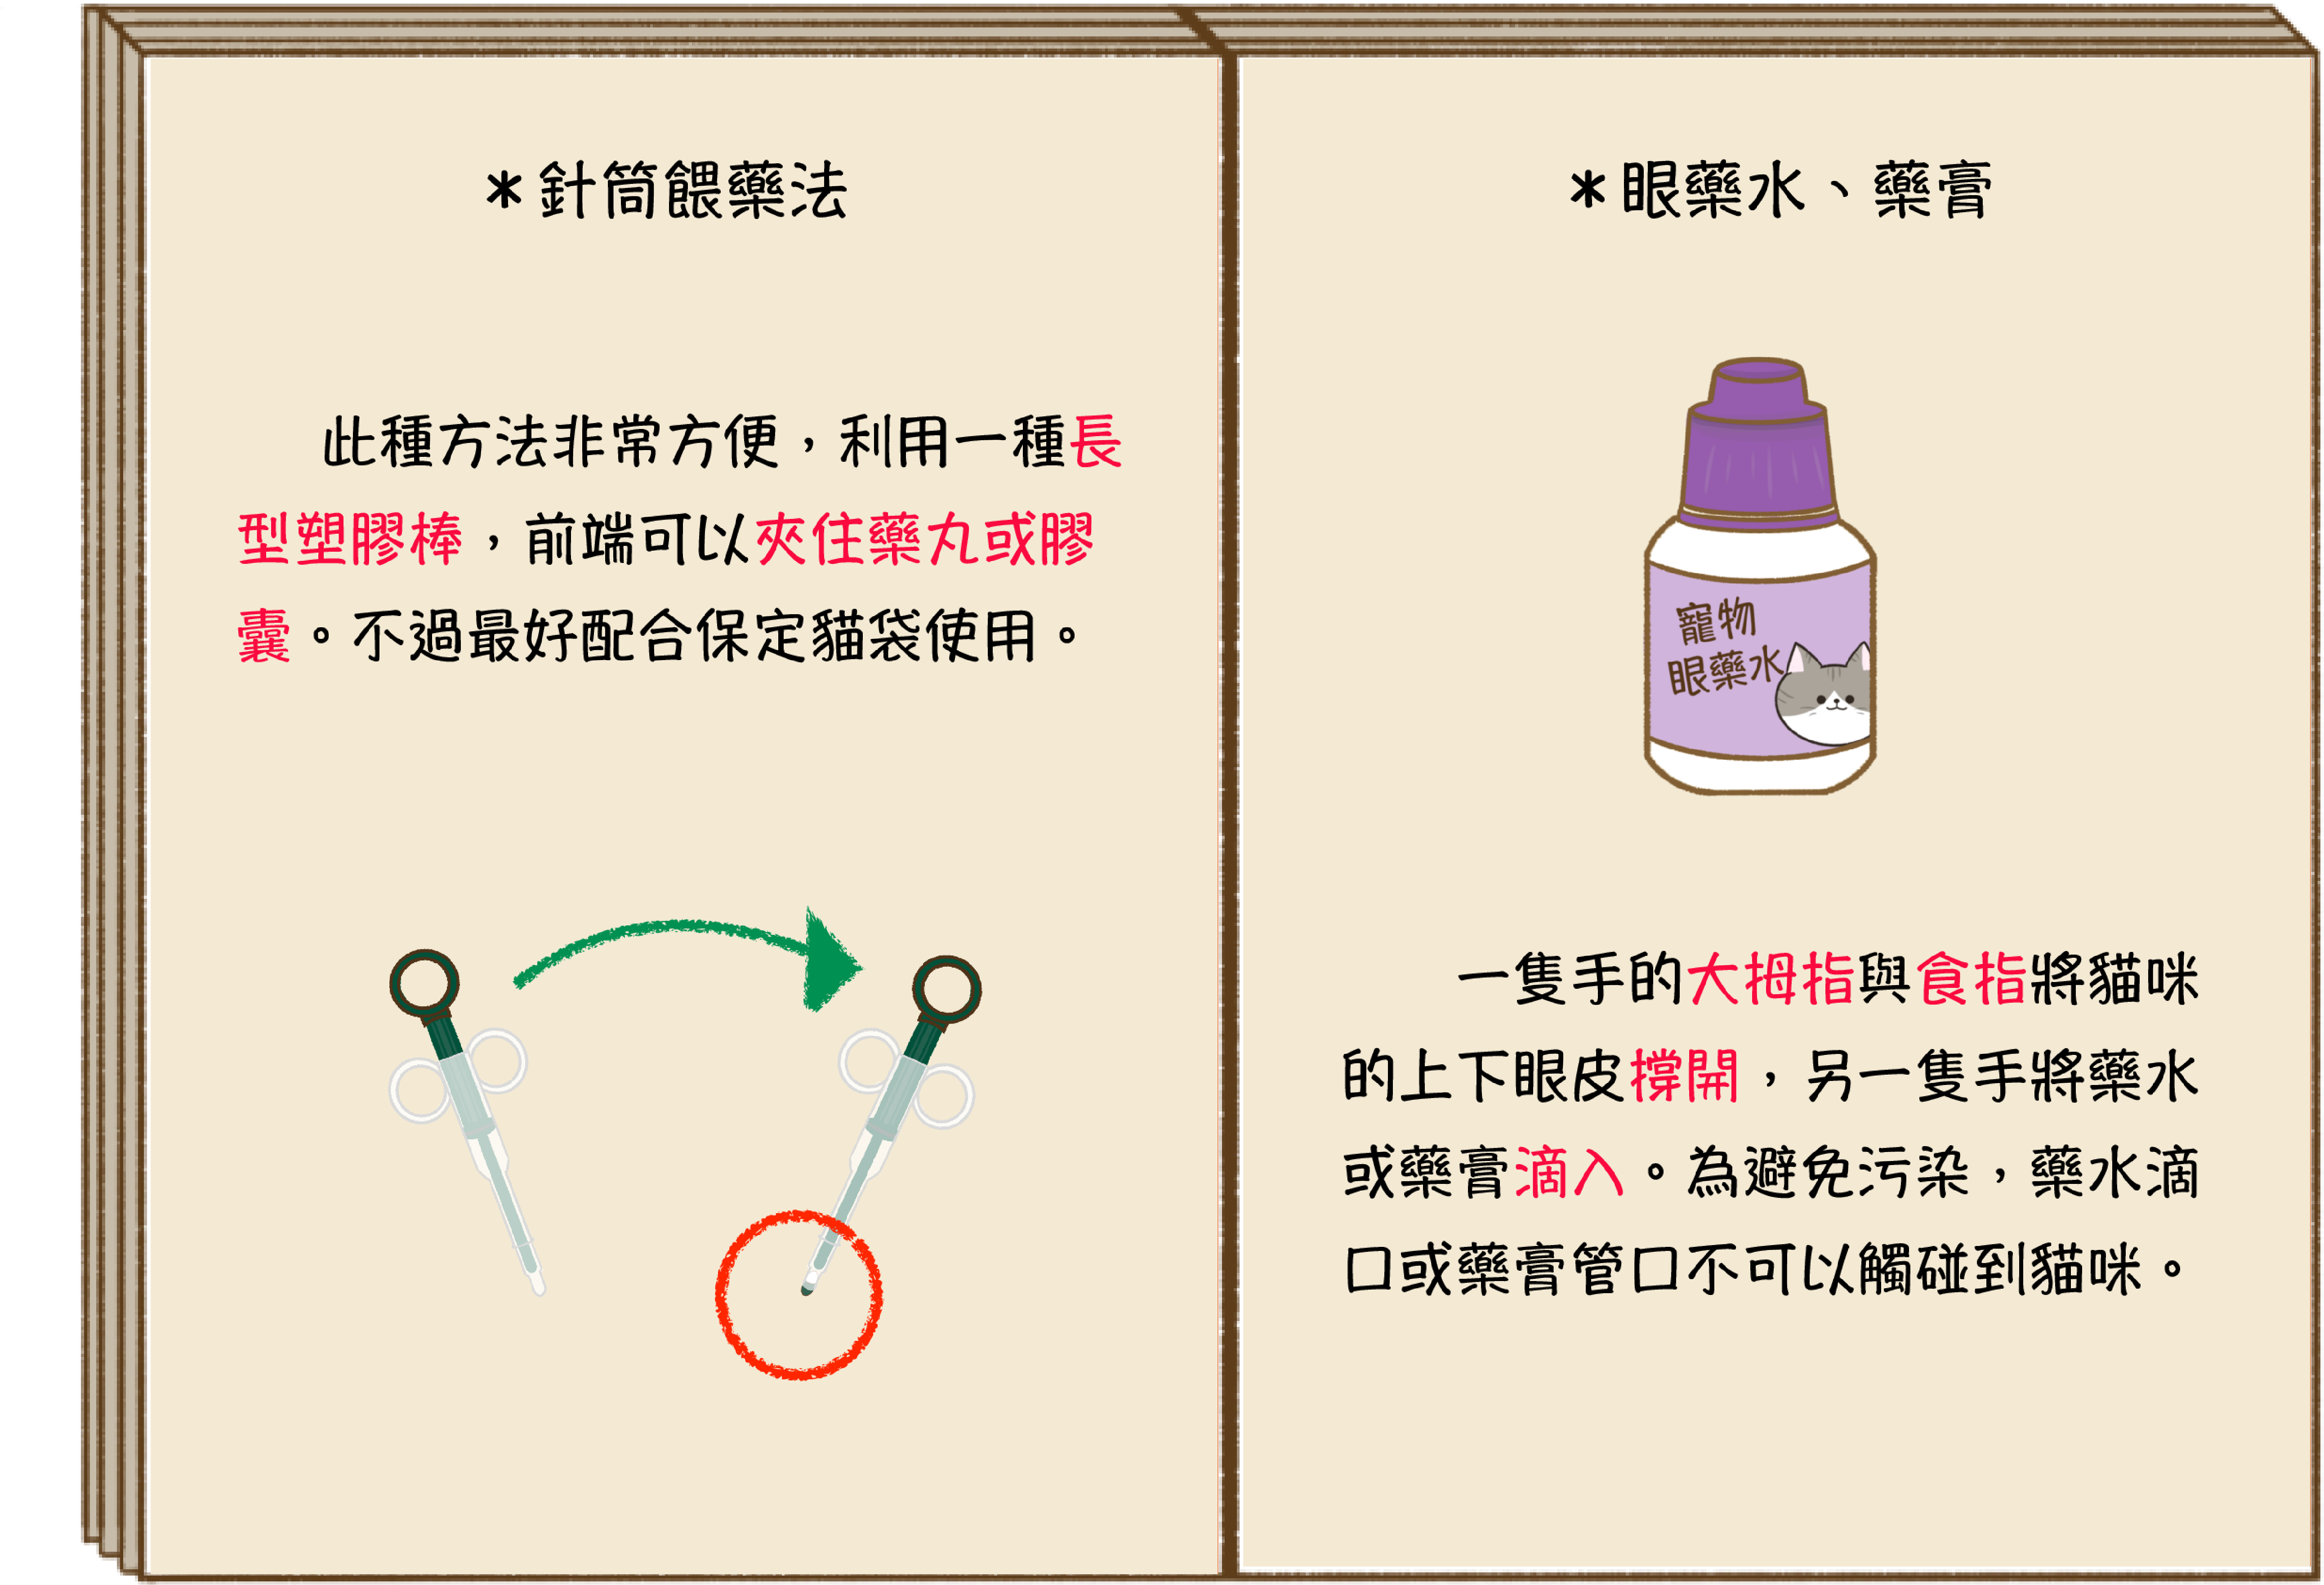 ＊針筒餵藥法
此種方法非常方便，利用一種長
型塑膠棒，前端可以夾住藥丸或膠
囊。不過最好配合保定貓袋使用。
＊眼藥水、藥膏
寵物
眼藥水
一隻手的大拇指與食指將貓咪
的上下眼皮撐開，另一隻手將藥水
或藥膏滴入。為避免污染，藥水滴
口或藥膏管口不可以觸碰到貓咪。